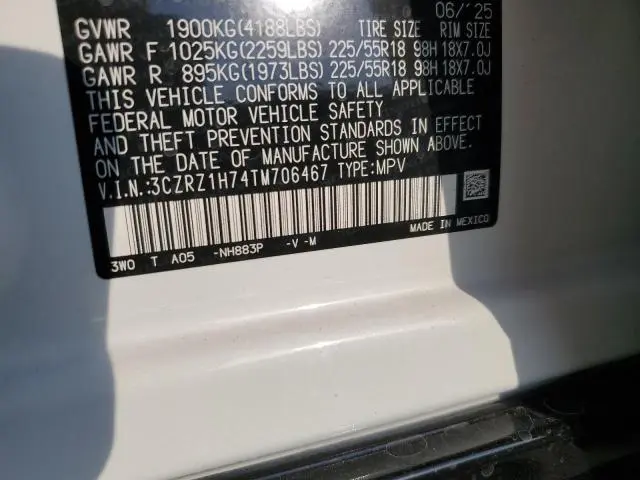 06/'25
GVWR 1900KG(4188LBS) TIRE SIZE RIM SIZE
GAWR F 1025KG(2259LBS) 225/55R18 98H 18X7.0J
GAWR R 895KG(1973LBS) 225/55R18 98H 18X7.0J
THIS VEHICLE CONFORMS TO ALL APPLICABLE
FEDERAL MOTOR VEHICLE SAFETY
AND THEFT PREVENTION STANDARDS IN EFFECT
ON THE DATE OF MANUFACTURE SHOWN ABOVE.
V.I.N.:3CZRZ1H74TM706467 TYPE:MPV
3W0 T A05 -NH883P -V -M
MADE IN MEXICO